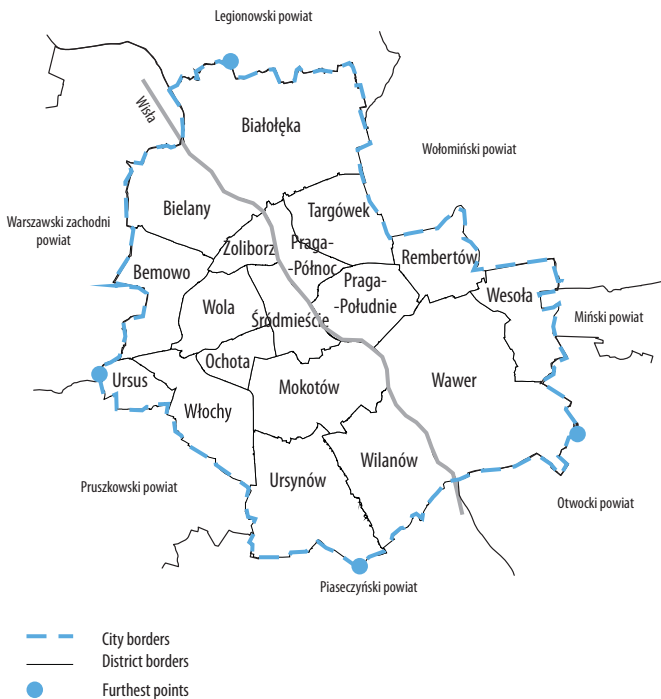 Legionowski powiat
Wisła
Białołęka
Wołomiński powiat
Bielany
Targówek
Warszawski zachodni
powiat
Żoliborz
Praga-
-Północ
Rembertów
Bemowo
Praga-
-Południe
Wesoła
Wola
Śródmieście
Miński powiat
Ochota
Ursus
Mokotów
Wawer
Włochy
Wilanów
Ursynów
Pruszkowski powiat
Otwocki powiat
Piaseczyński powiat
City borders
District borders
Furthest points